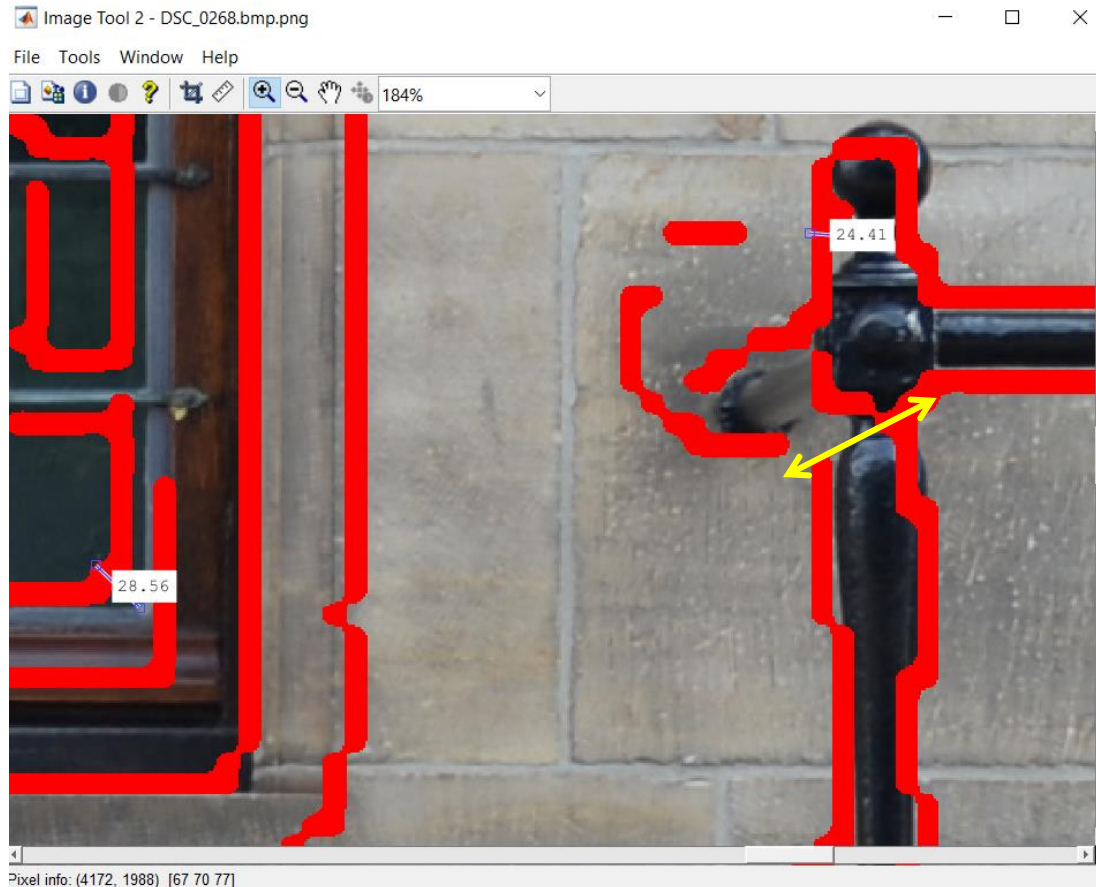 Image Tool 2 - DSC_0268.bmp.png
File Tools Window Help
184%
24.41
28.56
Pixel info: (4172, 1988) [67 70 77]